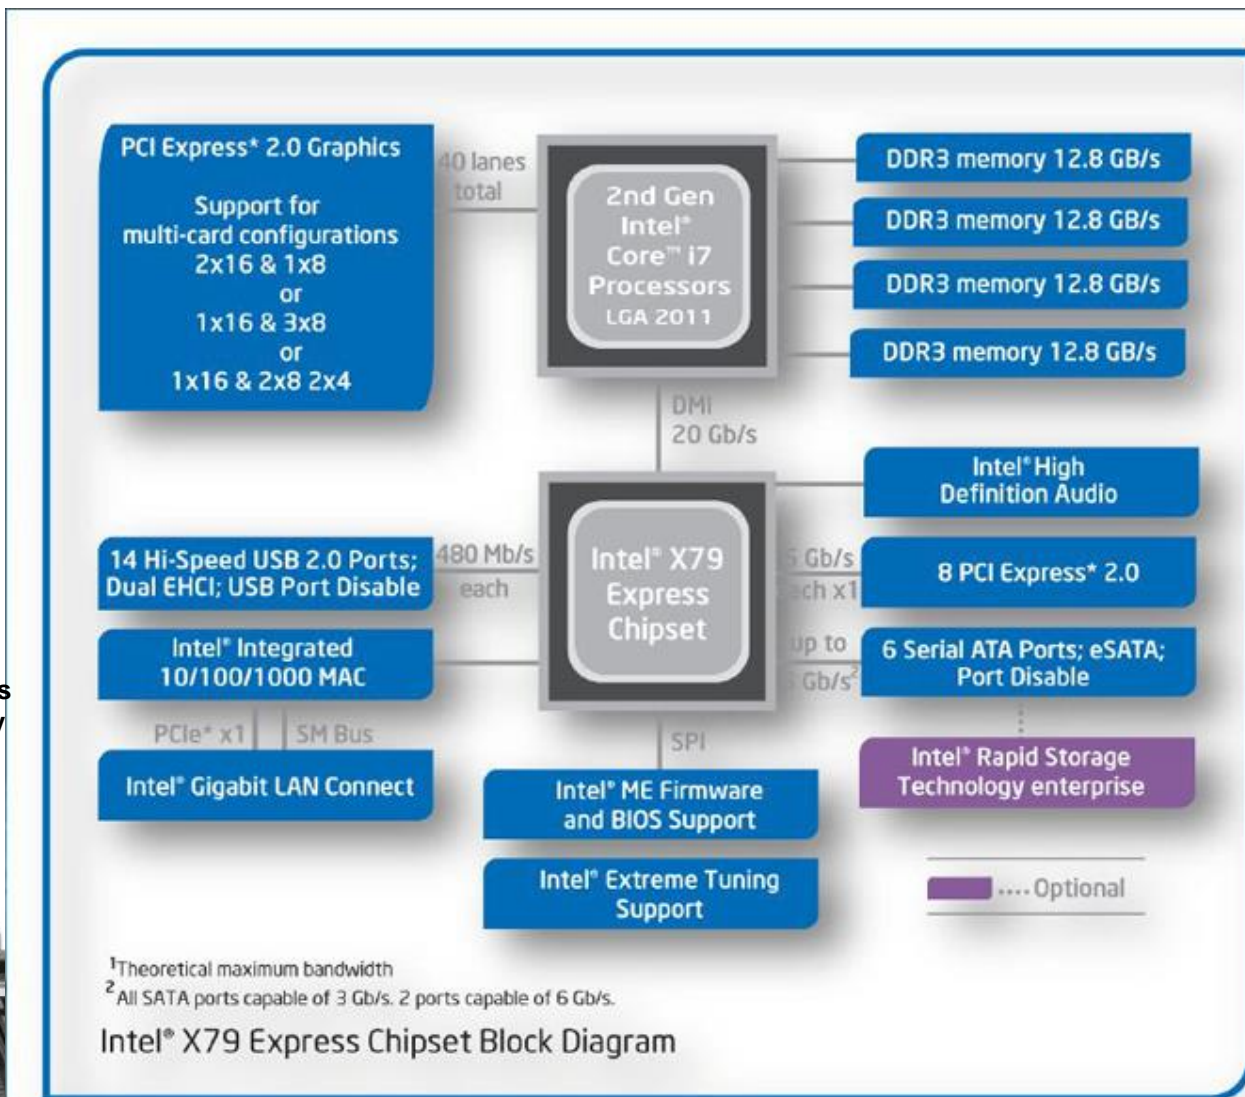 PCI Express* 2.0 Graphics
Support for
multi-card configurations
2x16 & 1x8
or
1x16 & 3x8
or
1x16 & 2x8 2x4
40 lanes
total
2nd Gen
Intel®
Core™ i7
Processors
LGA 2011
DDR3 memory 12.8 GB/s
DDR3 memory 12.8 GB/s
DDR3 memory 12.8 GB/s
DDR3 memory 12.8 GB/s
DMI
20 Gb/s
Intel® High
Definition Audio
14 Hi-Speed USB 2.0 Ports;
Dual EHCI; USB Port Disable
480 Mb/s
each
Intel® X79
Express
Chipset
Gb/s
x1
8 PCI Express* 2.0
Intel® Integrated
10/100/1000 MAC
up to
Gb/s²
6 Serial ATA Ports; eSATA;
Port Disable
PCIe* x1
SM Bus
SPI
Intel® Gigabit LAN Connect
Intel® ME Firmware
and BIOS Support
Intel® Rapid Storage
Technology enterprise
Intel® Extreme Tuning
Support
.... Optional
¹Theoretical maximum bandwidth
²All SATA ports capable of 3 Gb/s. 2 ports capable of 6 Gb/s.
Intel® X79 Express Chipset Block Diagram